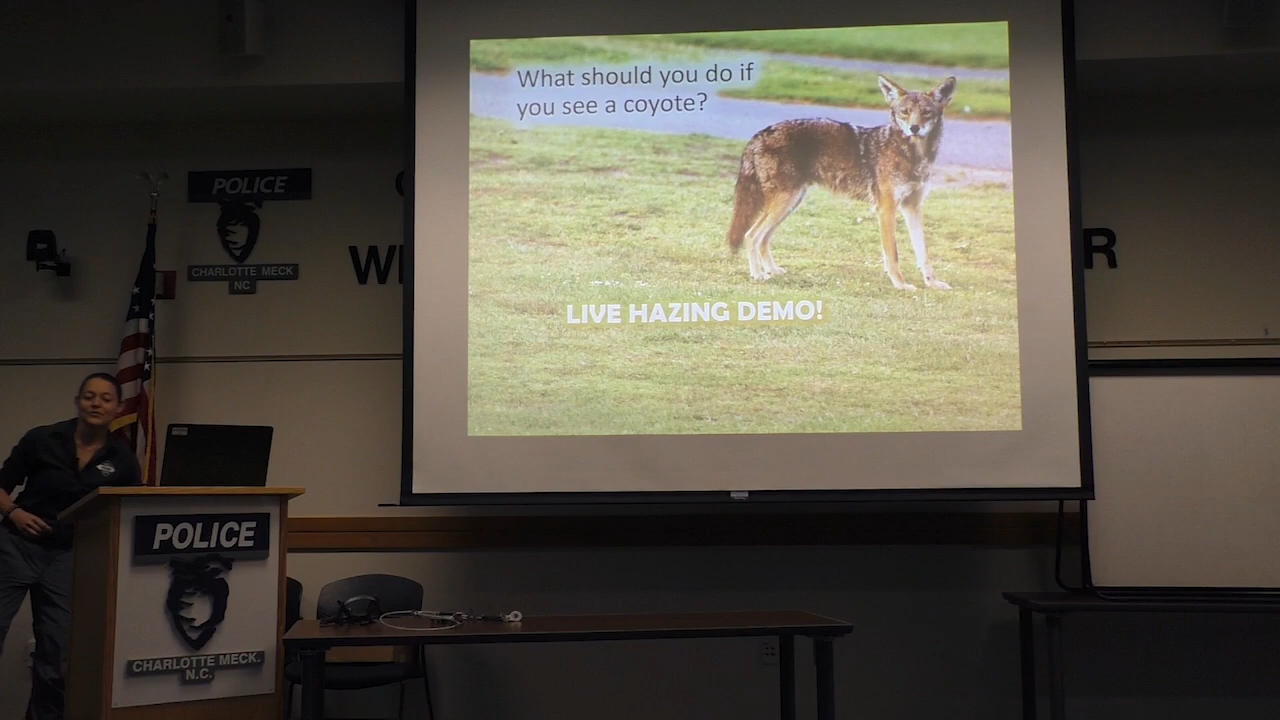 What should you do if
you see a coyote?
LIVE HAZING DEMO!
POLICE
CHARLOTTE MECK
NC
POLICE
CHARLOTTE MECK.
N.C.